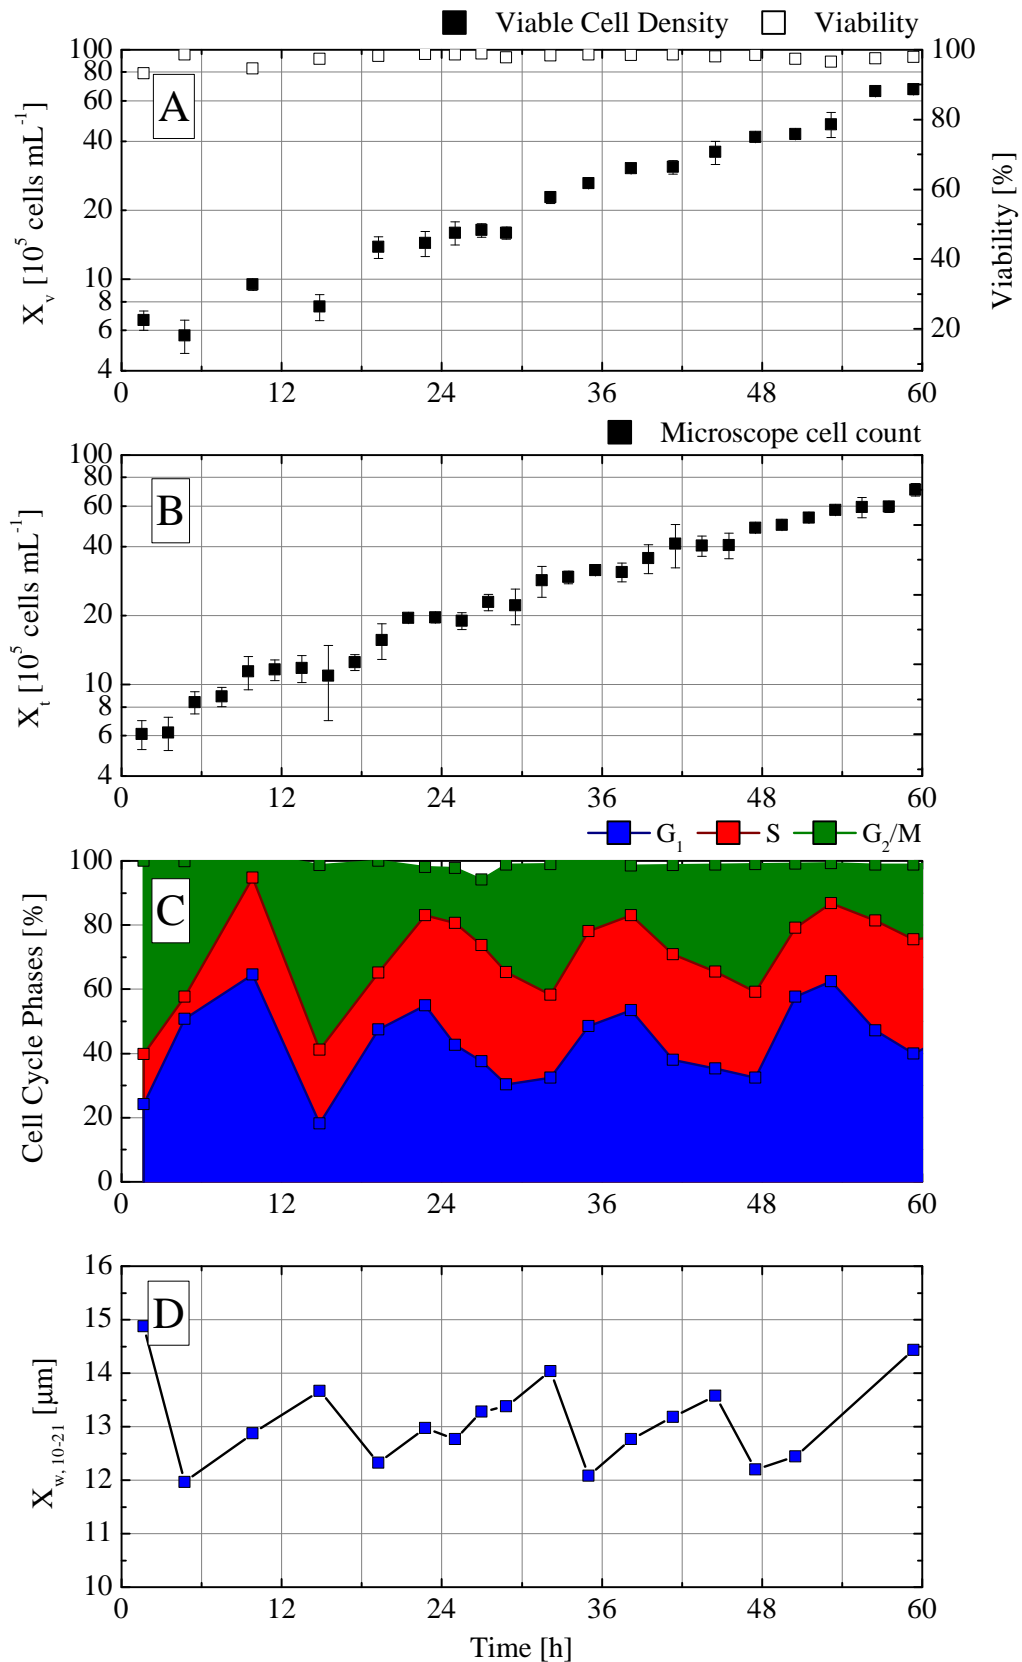 Viable Cell Density Viability
100 80 60 40 20 10 8 6 4
X_v [10^5 cells mL^-1]
A
100 80 60 40 20
Viability [%]
0 12 24 36 48 60
Microscope cell count
100 80 60 40 20 10 8 6 4
X_t [10^5 cells mL^-1]
B
0 12 24 36 48 60
G_1 S G_2/M
100 80 60 40 20 0
Cell Cycle Phases [%]
C
0 12 24 36 48 60
16 15 14 13 12 11 10
X_w, 10-21 [μm]
D
0 12 24 36 48 60
Time [h]